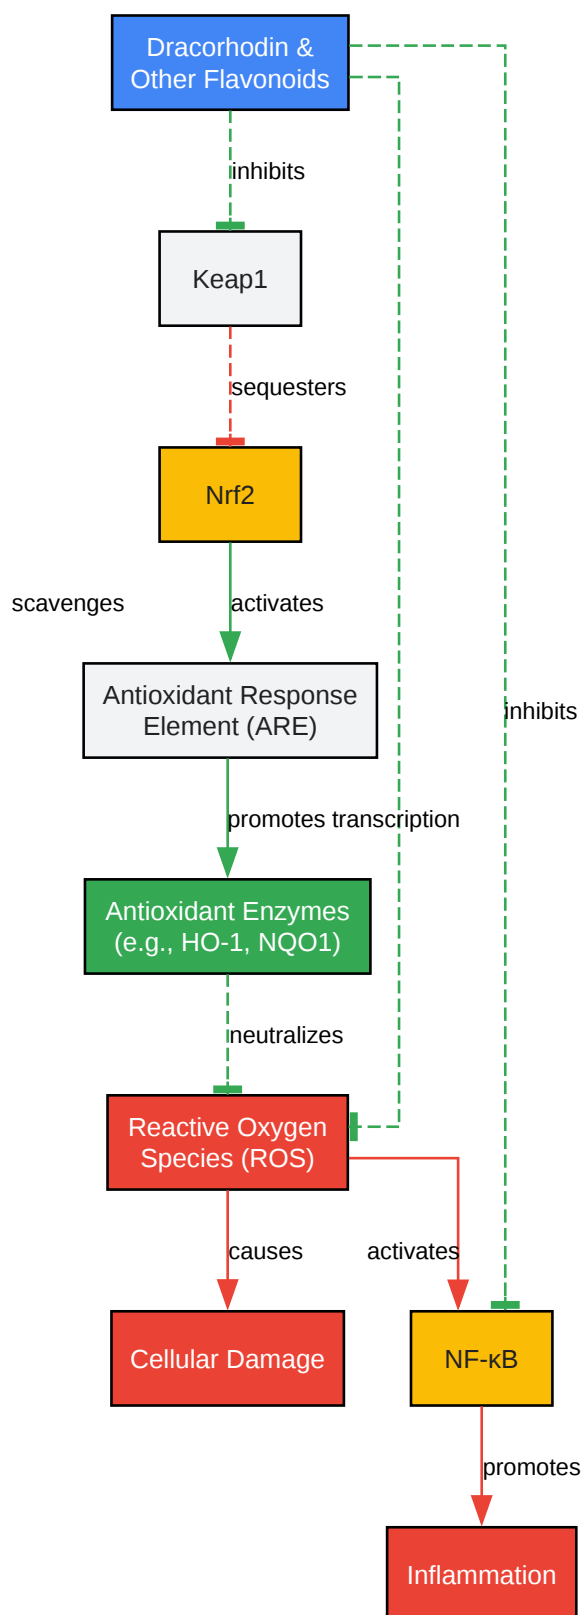 Dracorhodin &
Other Flavonoids
inhibits
Keap1
sequesters
Nrf2
scavenges
activates
Antioxidant Response
Element (ARE)
inhibits
promotes transcription
Antioxidant Enzymes
(e.g., HO-1, NQO1)
neutralizes
Reactive Oxygen
Species (ROS)
causes
activates
Cellular Damage
NF-κB
promotes
Inflammation